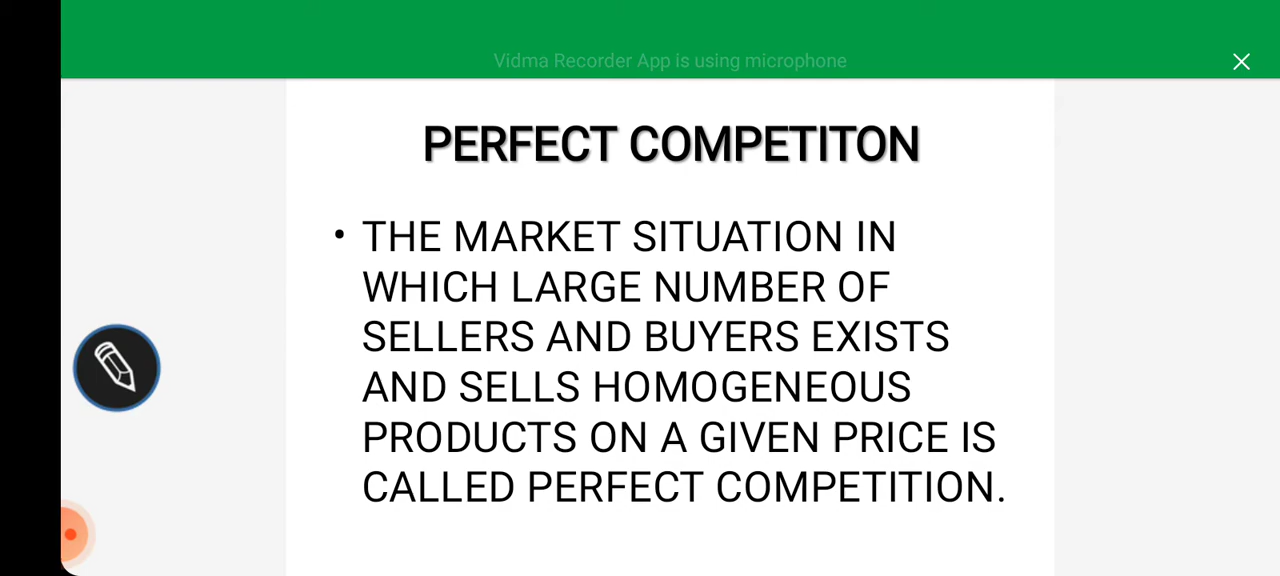 Vidma Recorder App is using microphone
PERFECT COMPETITON
• THE MARKET SITUATION IN
WHICH LARGE NUMBER OF
SELLERS AND BUYERS EXISTS
AND SELLS HOMOGENEOUS
PRODUCTS ON A GIVEN PRICE IS
CALLED PERFECT COMPETITION.